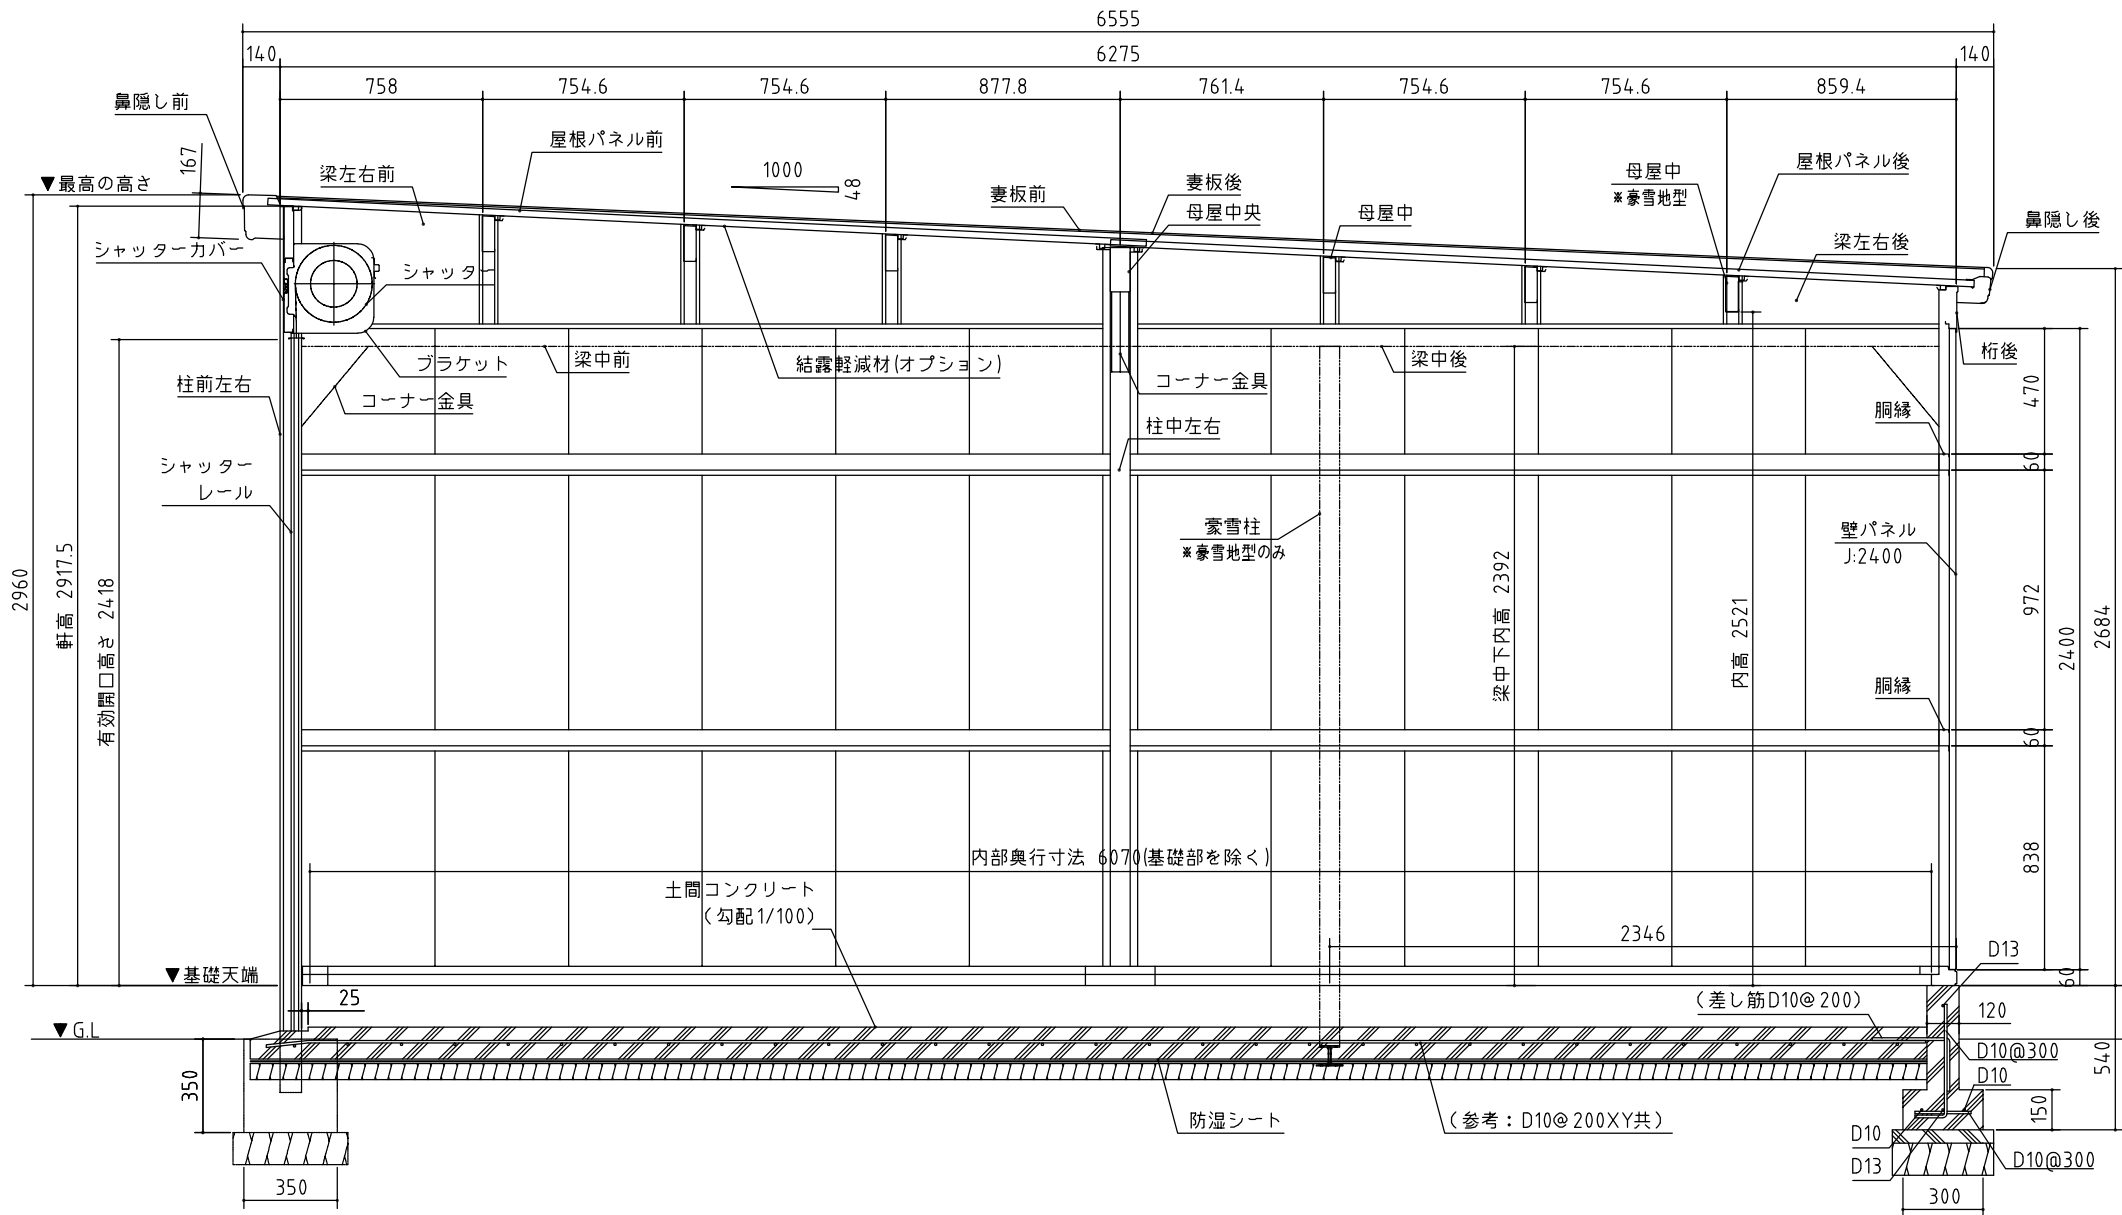 6555
140
6275
140
758
754.6
754.6
877.8
761.4
754.6
754.6
859.4
鼻隠し前
167
屋根パネル前
1000
48
梁左右前
▼最高の高さ
妻板前
妻板後
母屋中央
母屋中
母屋中
※豪雪地型
屋根パネル後
梁左右後
鼻隠し後
シャッターカバー
シャッター
ブラケット
梁中前
結露軽減材(オプション)
コーナー金具
梁中後
桁後
柱前左右
コーナー金具
柱中左右
胴縁
470
60
シャッター
レール
豪雪柱
※豪雪地型のみ
壁パネル
J:2400
2960
軒高 2917.5
有効開口高さ 2418
梁中下内高 2392
内高 2521
972
2400
2684
胴縁
60
838
内部奥行寸法 6070(基礎部を除く)
土間コンクリート
(勾配1/100)
2346
D13
▼基礎天端
60
25
(差し筋D10@200)
120
▼G.L
D10@300
D10
540
350
150
防湿シート
(参考：D10@200XY共)
D10
D13
D10@300
350
300